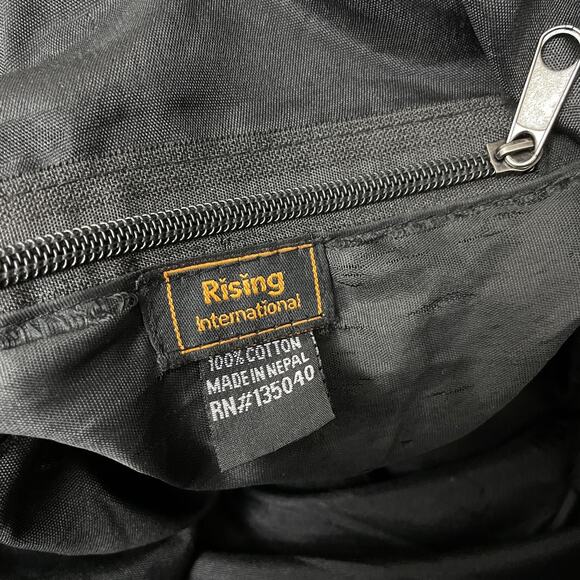 Rising
International
100% COTTON
MADE IN NEPAL
RN#135040